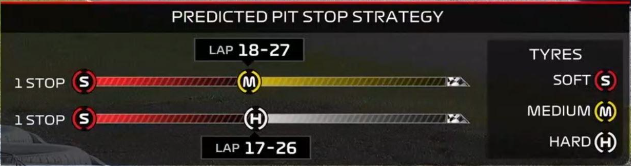 PREDICTED PIT STOP STRATEGY
LAP 18-27
1 STOP S M
1 STOP S H
LAP 17-26
TYRES
SOFT S
MEDIUM M
HARD H